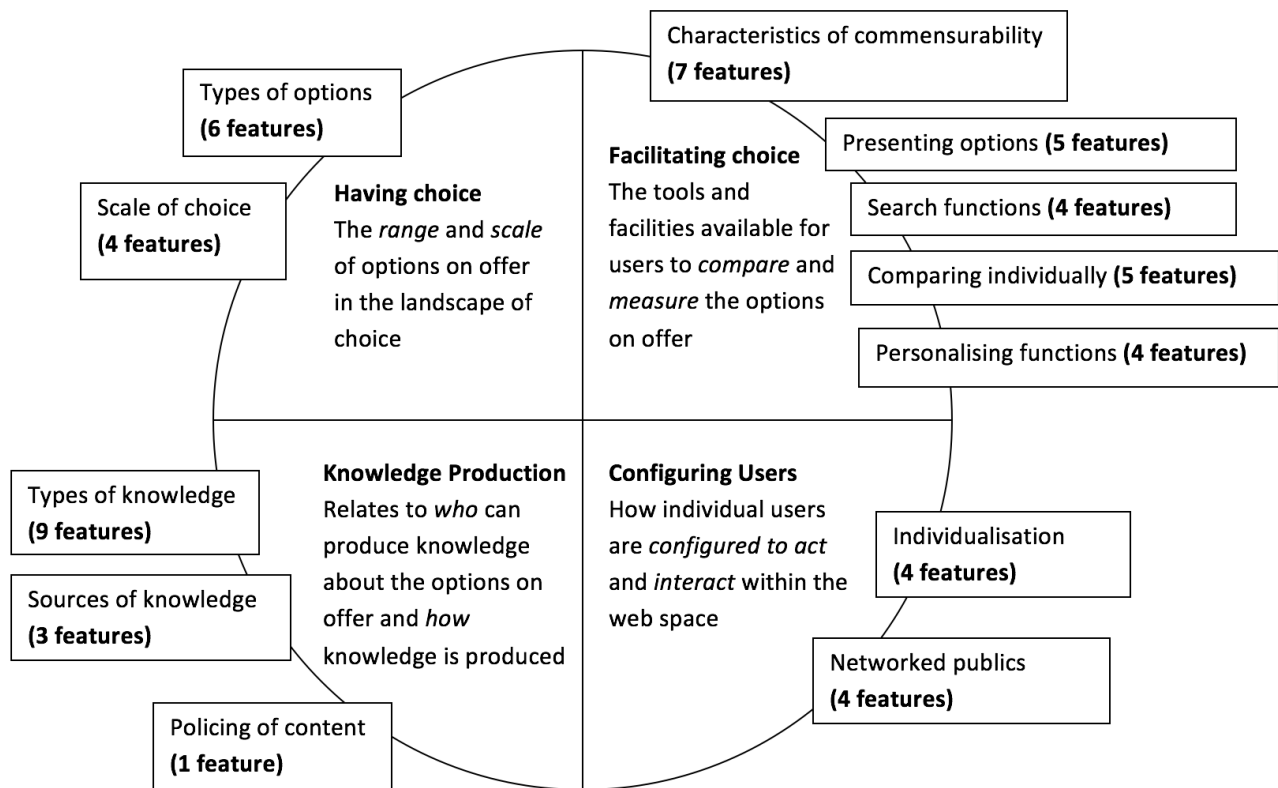 Types of options
(6 features)
Scale of choice
(4 features)
Having choice
The range and scale
of options on offer
in the landscape of
choice
Characteristics of commensurability
(7 features)
Presenting options (5 features)
Search functions (4 features)
Comparing individually (5 features)
Personalising functions (4 features)
Facilitating choice
The tools and
facilities available for
users to compare and
measure the options
on offer
Types of knowledge
(9 features)
Sources of knowledge
(3 features)
Policing of content
(1 feature)
Knowledge Production
Relates to who can
produce knowledge
about the options on
offer and how
knowledge is produced
Configuring Users
How individual users
are configured to act
and interact within the
web space
Individualisation
(4 features)
Networked publics
(4 features)